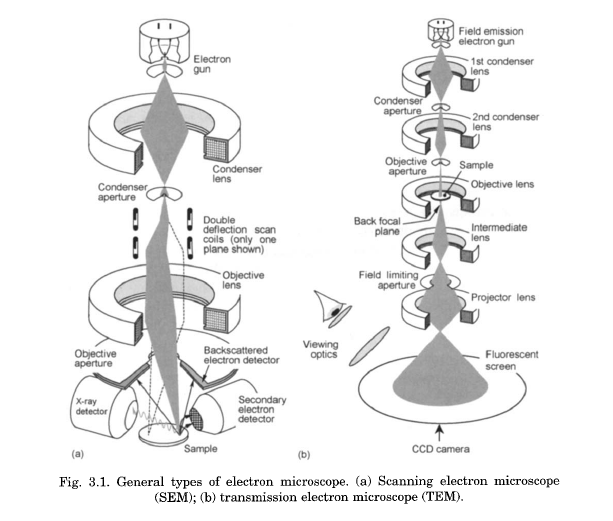 Electron
gun
Condenser
lens
Condenser
aperture
Double
deflection scan
coils (only one
plane shown)
Objective
lens
Objective
aperture
Backscattered
electron detector
X-ray
detector
Secondary
electron
detector
Sample
(a)
Field emission
electron gun
1st condenser
lens
Condenser
aperture
2nd condenser
lens
Objective
aperture
Sample
Objective lens
Back focal
plane
Intermediate
lens
Field limiting
aperture
Projector lens
Viewing
optics
Fluorescent
screen
CCD camera
(b)
Fig. 3.1. General types of electron microscope. (a) Scanning electron microscope
(SEM); (b) transmission electron microscope (TEM).